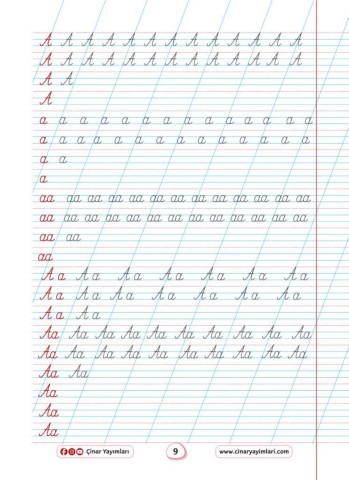 A A A A A A A A A A A A A
A A A A A A A A A A A A A
A A
A
a a a a a a a a a a a a a
a a a a a a a a a a a a a a
a a
a
aa aa aa aa aa aa aa aa aa aa aa aa aa
aa aa aa aa aa aa aa aa aa aa aa aa aa
aa aa
aa
A a A a A a A a A a A a A a
A a A a A a A a A a A a A a
A a A a
Aa Aa Aa Aa Aa Aa Aa Aa Aa Aa
Aa Aa Aa Aa Aa Aa Aa Aa Aa Aa
Aa Aa
Aa
Aa
Aa
Çınar Yayımları 9 www.cinaryayimlari.com